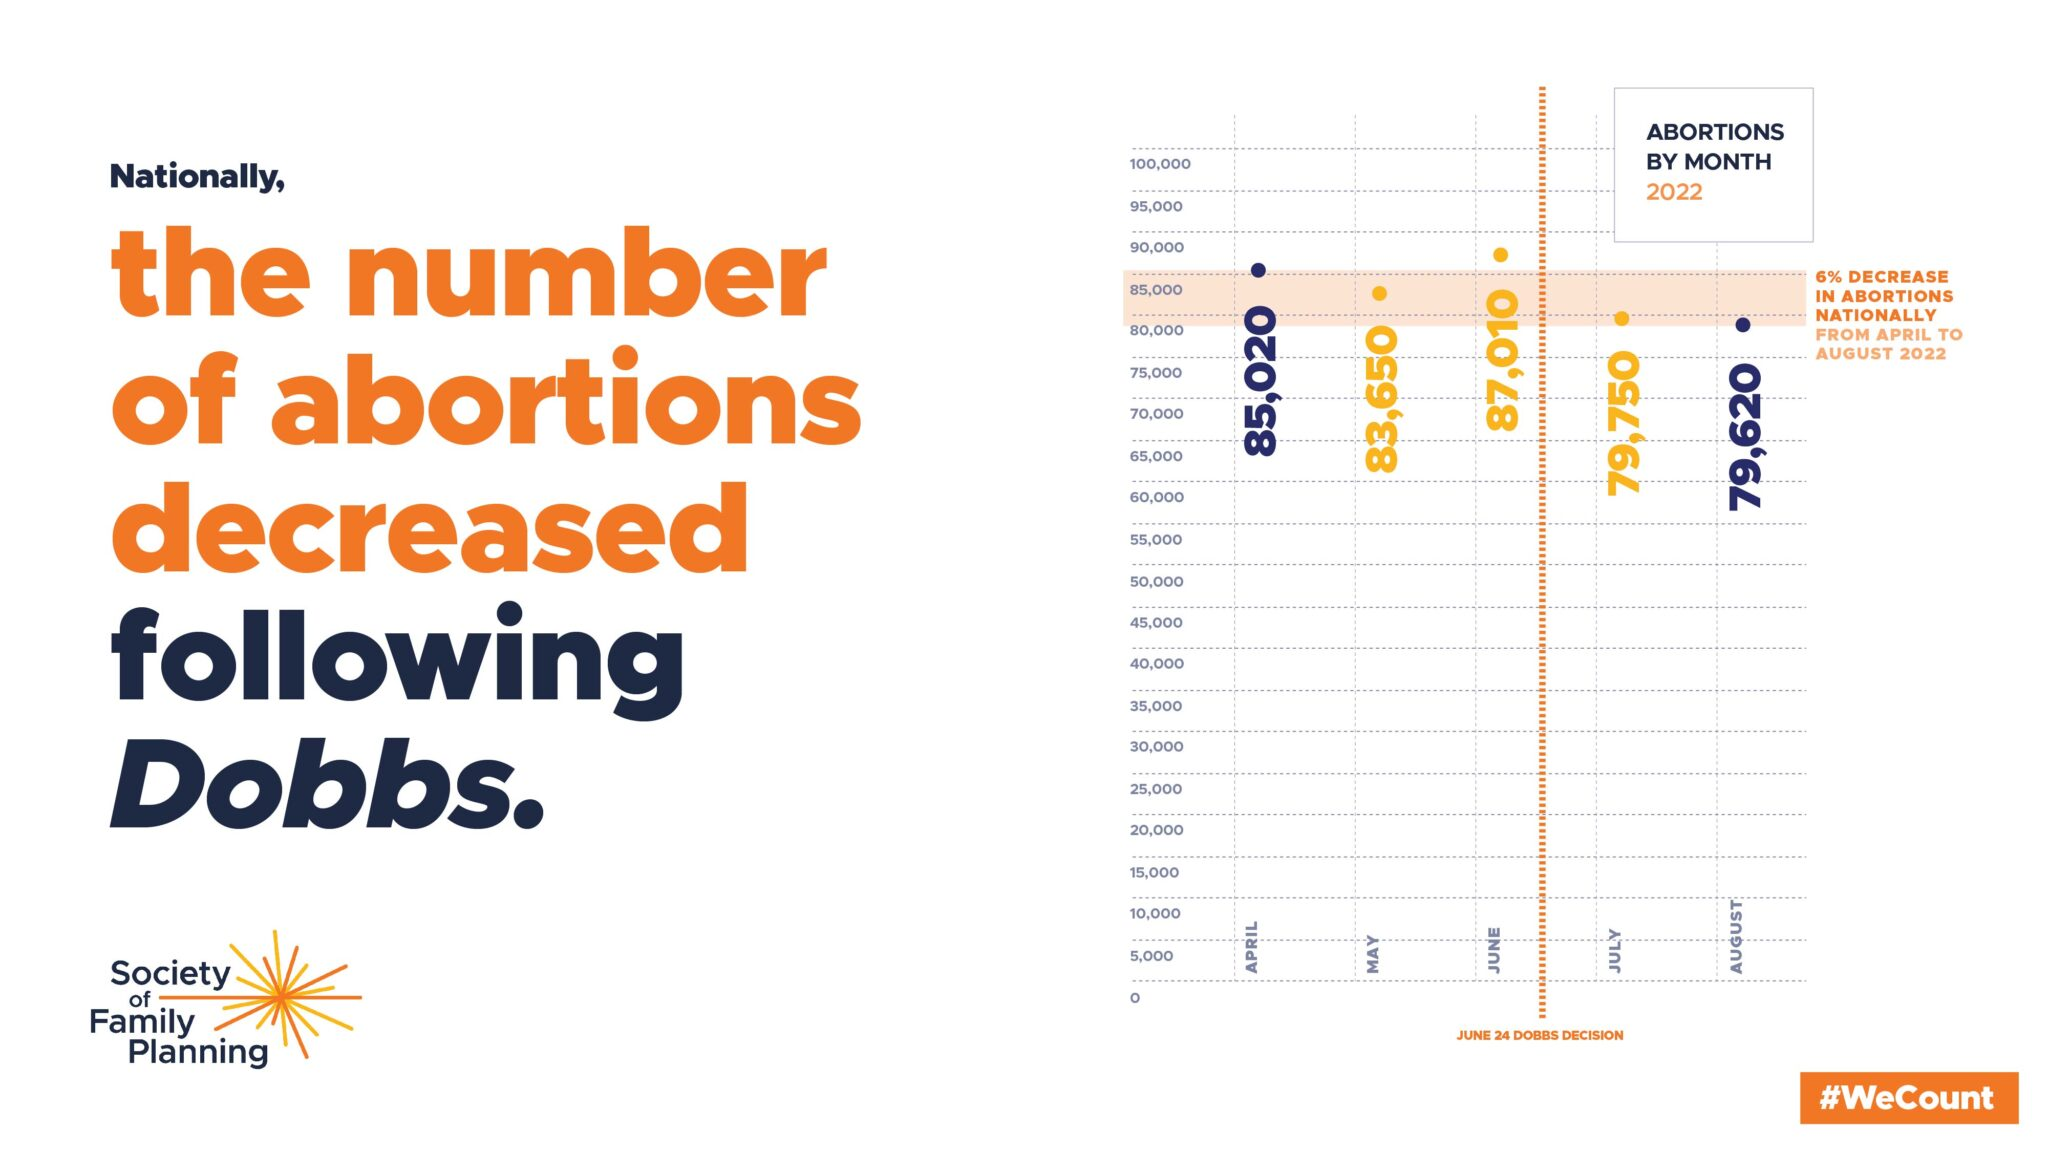 Nationally,
the number
of abortions
decreased
following
Dobbs.
Society
of
Family
Planning
ABORTIONS
BY MONTH
2022
100,000
95,000
90,000
85,000
80,000
75,000
70,000
65,000
60,000
55,000
50,000
45,000
40,000
35,000
30,000
25,000
20,000
15,000
10,000
5,000
0
85,020
83,650
87,010
79,750
79,620
APRIL
MAY
JUNE
JULY
AUGUST
6% DECREASE
IN ABORTIONS
NATIONALLY
FROM APRIL TO
AUGUST 2022
JUNE 24 DOBBS DECISION
#WeCount